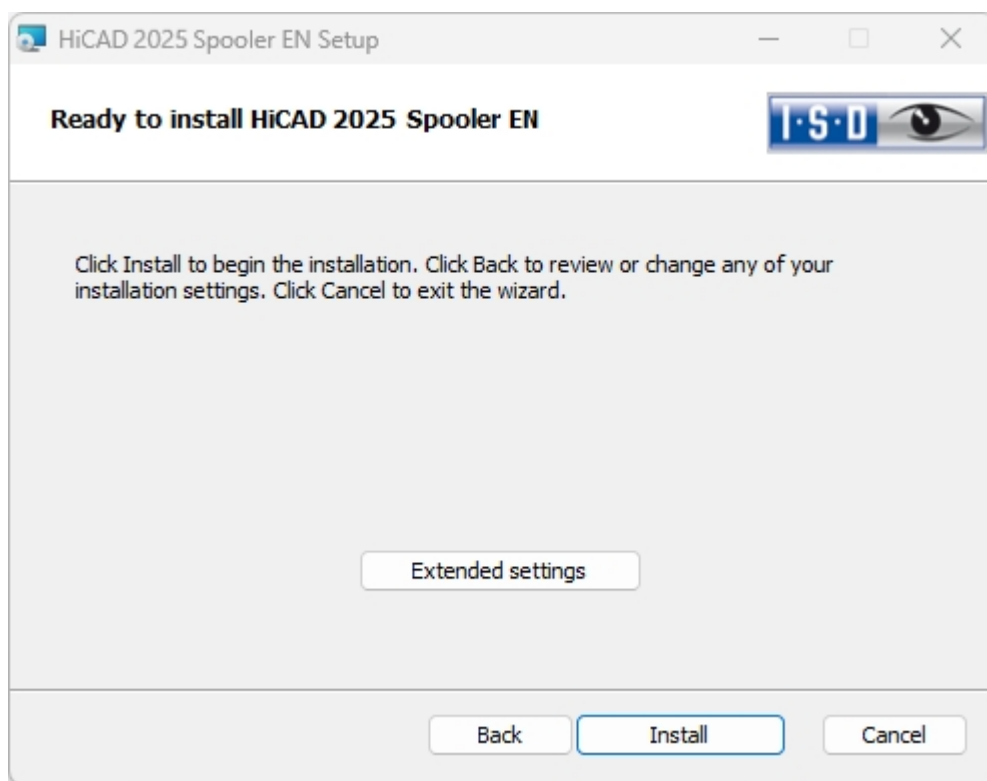 HiCAD 2025 Spooler EN Setup
Ready to install HiCAD 2025 Spooler EN
I·S·D
Click Install to begin the installation. Click Back to review or change any of your
installation settings. Click Cancel to exit the wizard.
Extended settings
Back
Install
Cancel